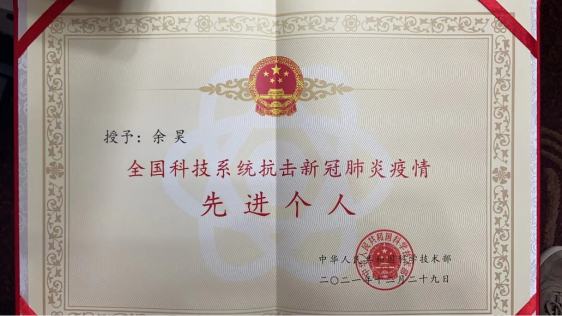 授予：余昊
全国科技系统抗击新冠肺炎疫情
先进个人
中华人民共和国科学技术部
二〇二一年十二月二十九日